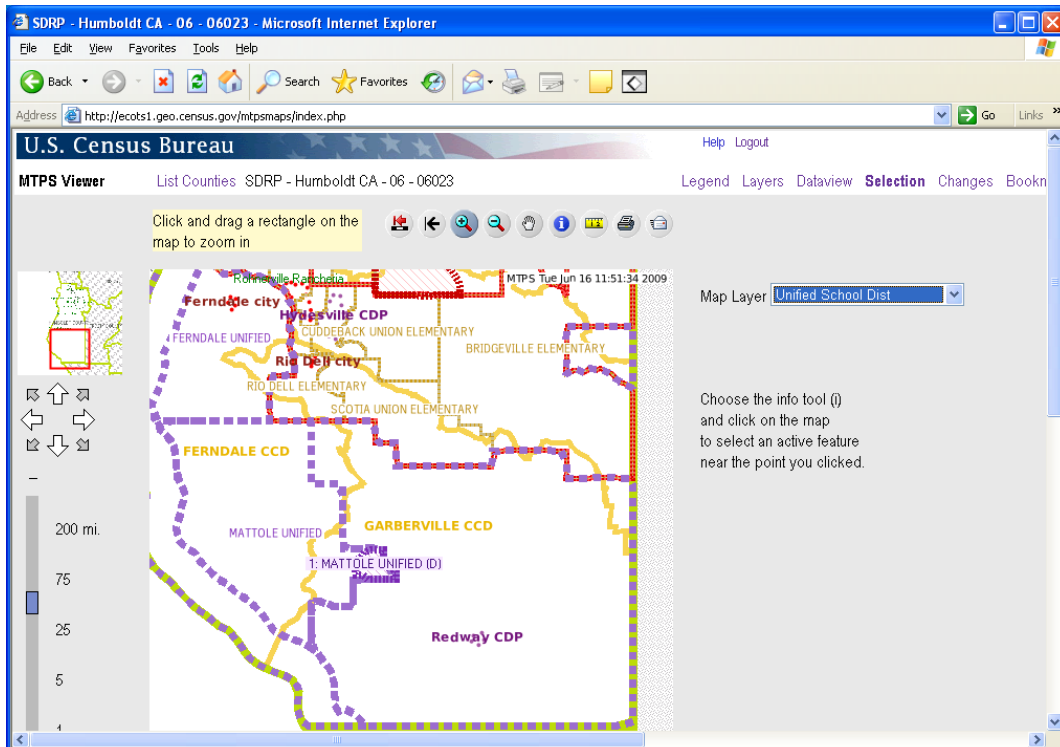 SDRP - Humboldt CA - 06 - 06023 - Microsoft Internet Explorer
File Edit View Favorites Tools Help
Back Search Favorites
Address http://ecots1.geo.census.gov/mtpsmaps/index.php Go Links »
U.S. Census Bureau Help Logout
MTPS Viewer List Counties SDRP - Humboldt CA - 06 - 06023 Legend Layers Dataview Selection Changes Bookn
Click and drag a rectangle on the
map to zoom in
Rohnerville Rancheria MTPS Tue Jun 16 11:51:34 2009
Map Layer Unified School Dist
Ferndale city
Hydesville CDP
CUDDEBACK UNION ELEMENTARY
FERNDALE UNIFIED
BRIDGEVILLE ELEMENTARY
Rio Dell city
RIO DELL ELEMENTARY
SCOTIA UNION ELEMENTARY
Choose the info tool (i)
and click on the map
to select an active feature
near the point you clicked.
FERNDALE CCD
GARBERVILLE CCD
MATTOLE UNIFIED
1: MATTOLE UNIFIED (D)
Redway CDP
200 mi.
75
25
5
1